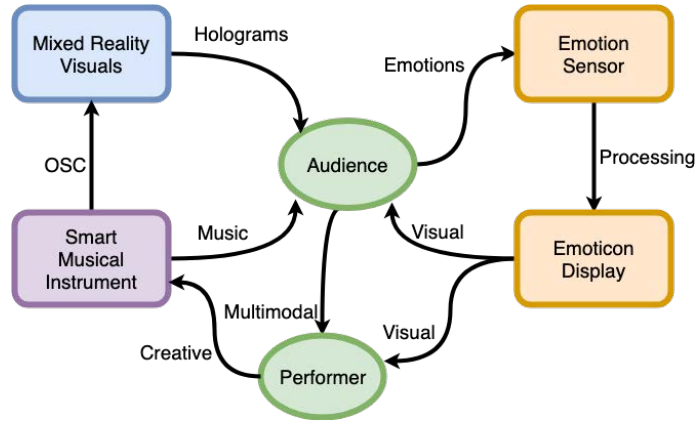 Mixed Reality
Visuals
Holograms
Emotions
Emotion
Sensor
OSC
Audience
Processing
Smart
Musical
Instrument
Music
Visual
Emoticon
Display
Multimodal
Visual
Creative
Performer